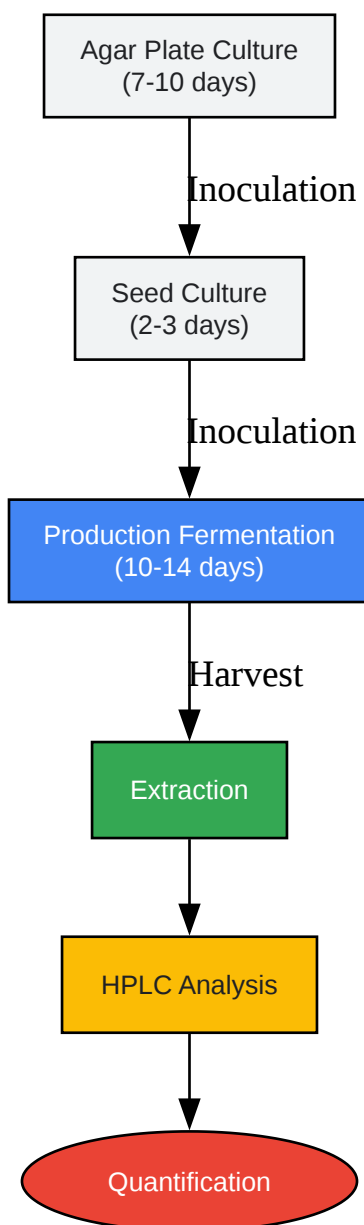 Agar Plate Culture
(7-10 days)
Inoculation
Seed Culture
(2-3 days)
Inoculation
Production Fermentation
(10-14 days)
Harvest
Extraction
HPLC Analysis
Quantification